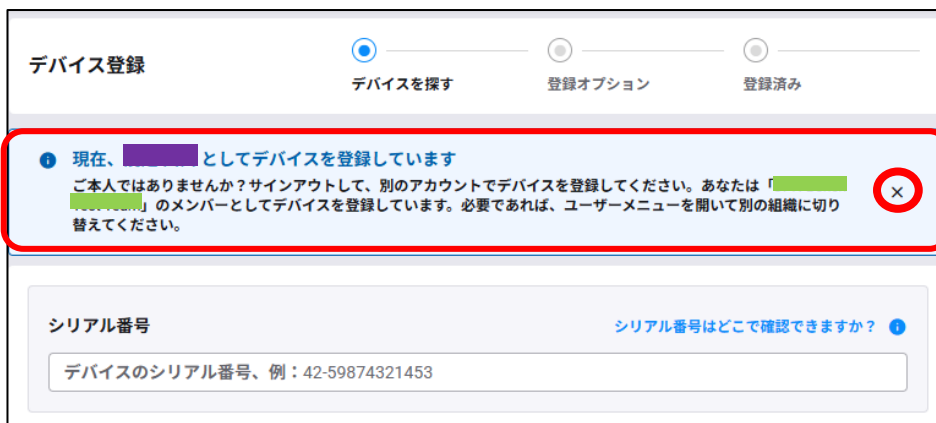 デバイス登録
デバイスを探す
登録オプション
登録済み
現在、 としてデバイスを登録しています
ご本人ではありませんか？サインアウトして、別のアカウントでデバイスを登録してください。あなたは「
」のメンバーとしてデバイスを登録しています。必要であれば、ユーザーメニューを開いて別の組織に切り
替えてください。
シリアル番号
シリアル番号はどこで確認できますか？
デバイスのシリアル番号、例：42-59874321453